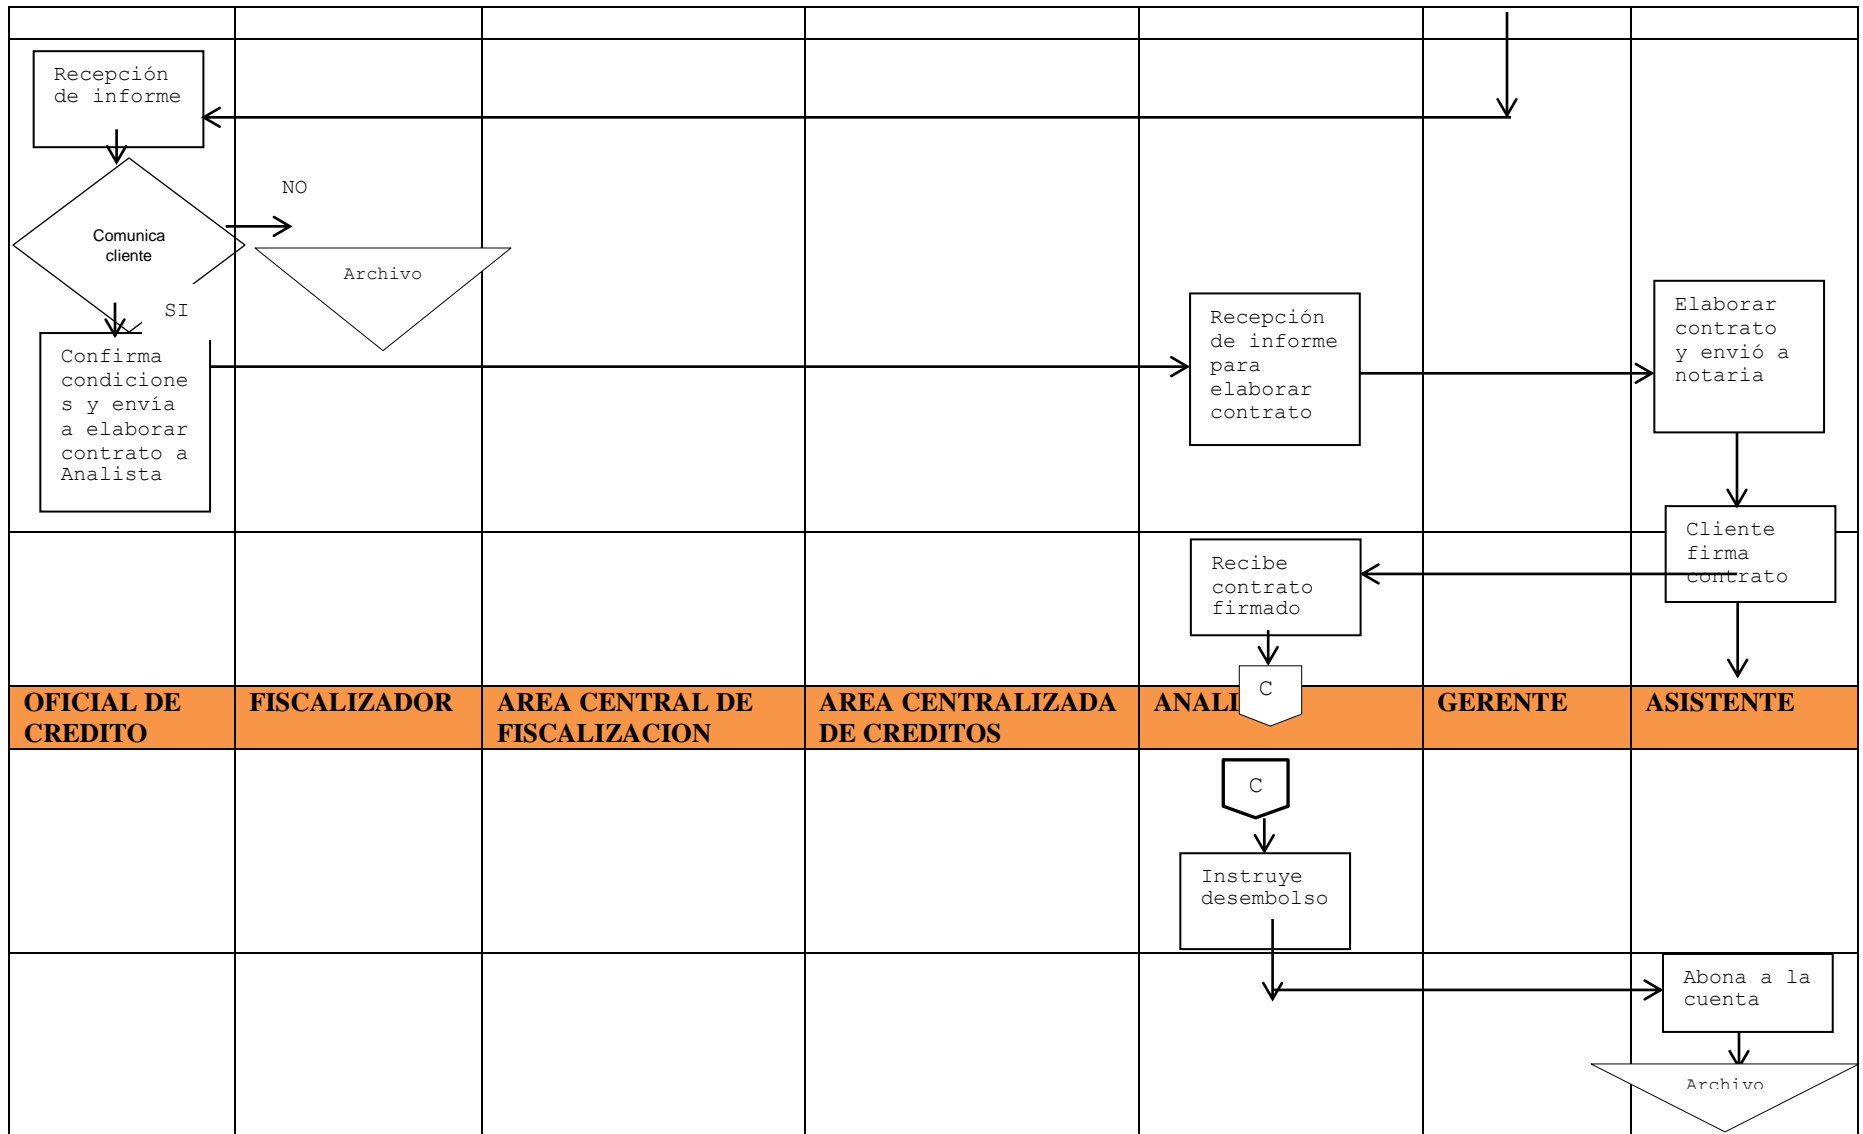 Recepción
de informe
NO
Comunica
cliente
Archivo
SI
Confirma
condicione
s y envía
a elaborar
contrato a
Analista
Recepción
de informe
para
elaborar
contrato
Elaborar
contrato
y envió a
notaria
Cliente
firma
contrato
Recibe
contrato
firmado
C
OFICIAL DE
CREDITO
FISCALIZADOR
AREA CENTRAL DE
FISCALIZACION
AREA CENTRALIZADA
DE CREDITOS
ANALI
GERENTE
ASISTENTE
C
Instruye
desembolso
Abona a la
cuenta
Archivo